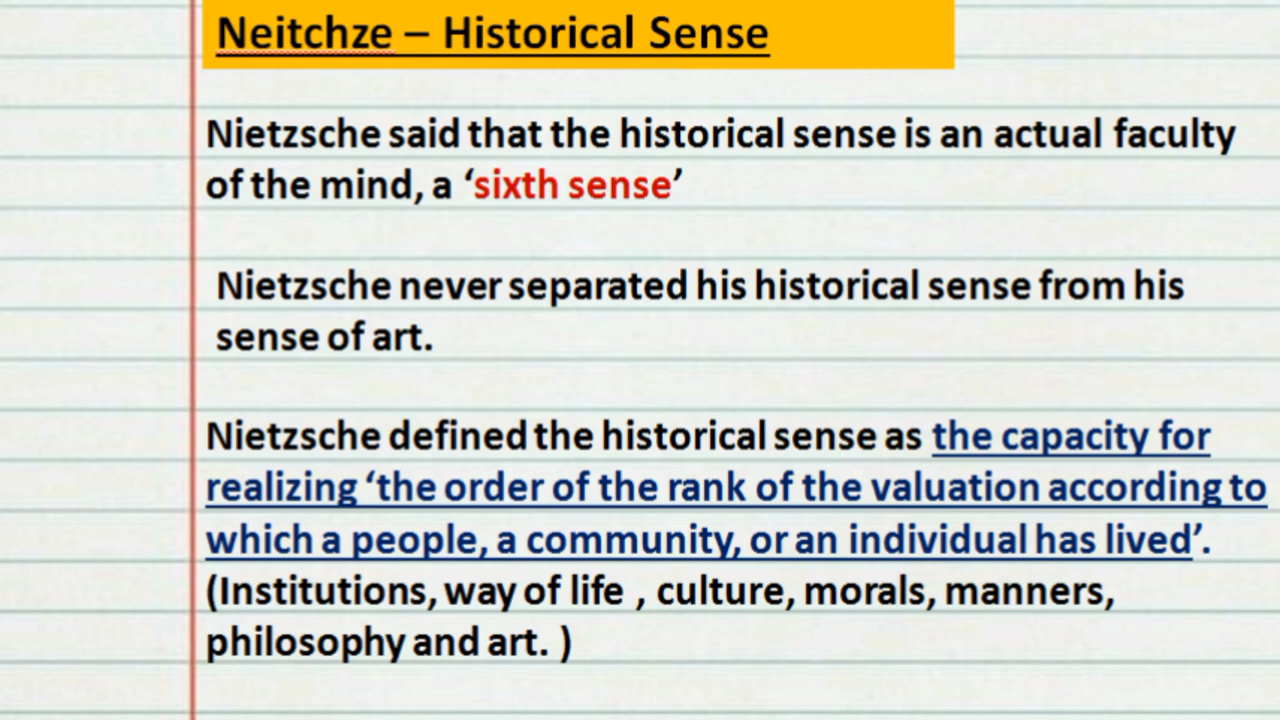 Neitchze – Historical Sense
Nietzsche said that the historical sense is an actual faculty
of the mind, a ‘sixth sense’
Nietzsche never separated his historical sense from his
sense of art.
Nietzsche defined the historical sense as the capacity for
realizing ‘the order of the rank of the valuation according to
which a people, a community, or an individual has lived’.
(Institutions, way of life , culture, morals, manners,
philosophy and art. )